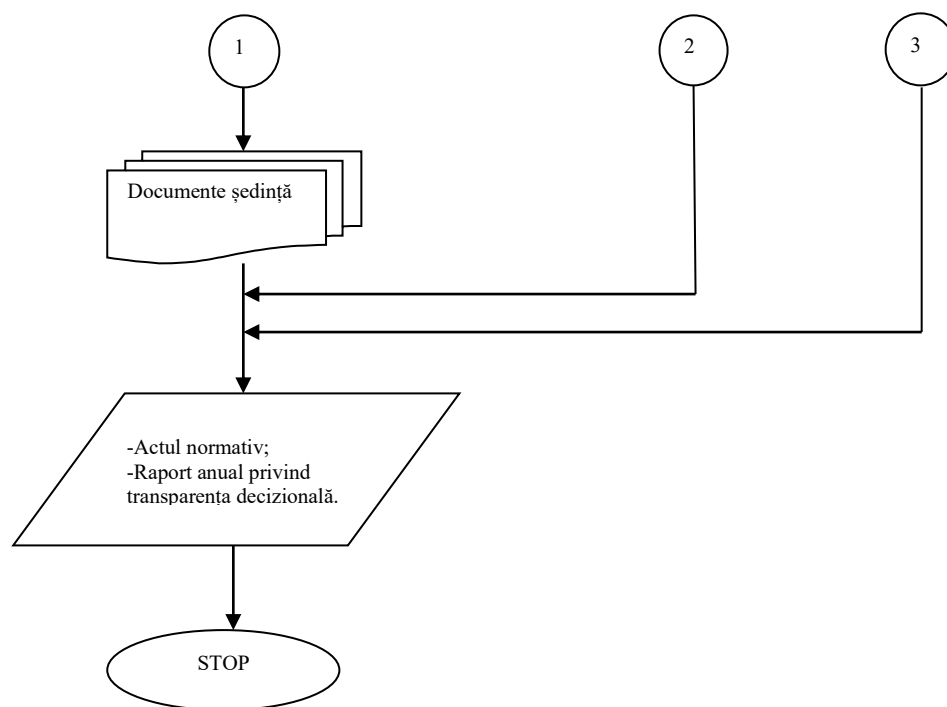 1
2
3
Documente ședință
-Actul normativ;
-Raport anual privind
transparența decizională.
STOP